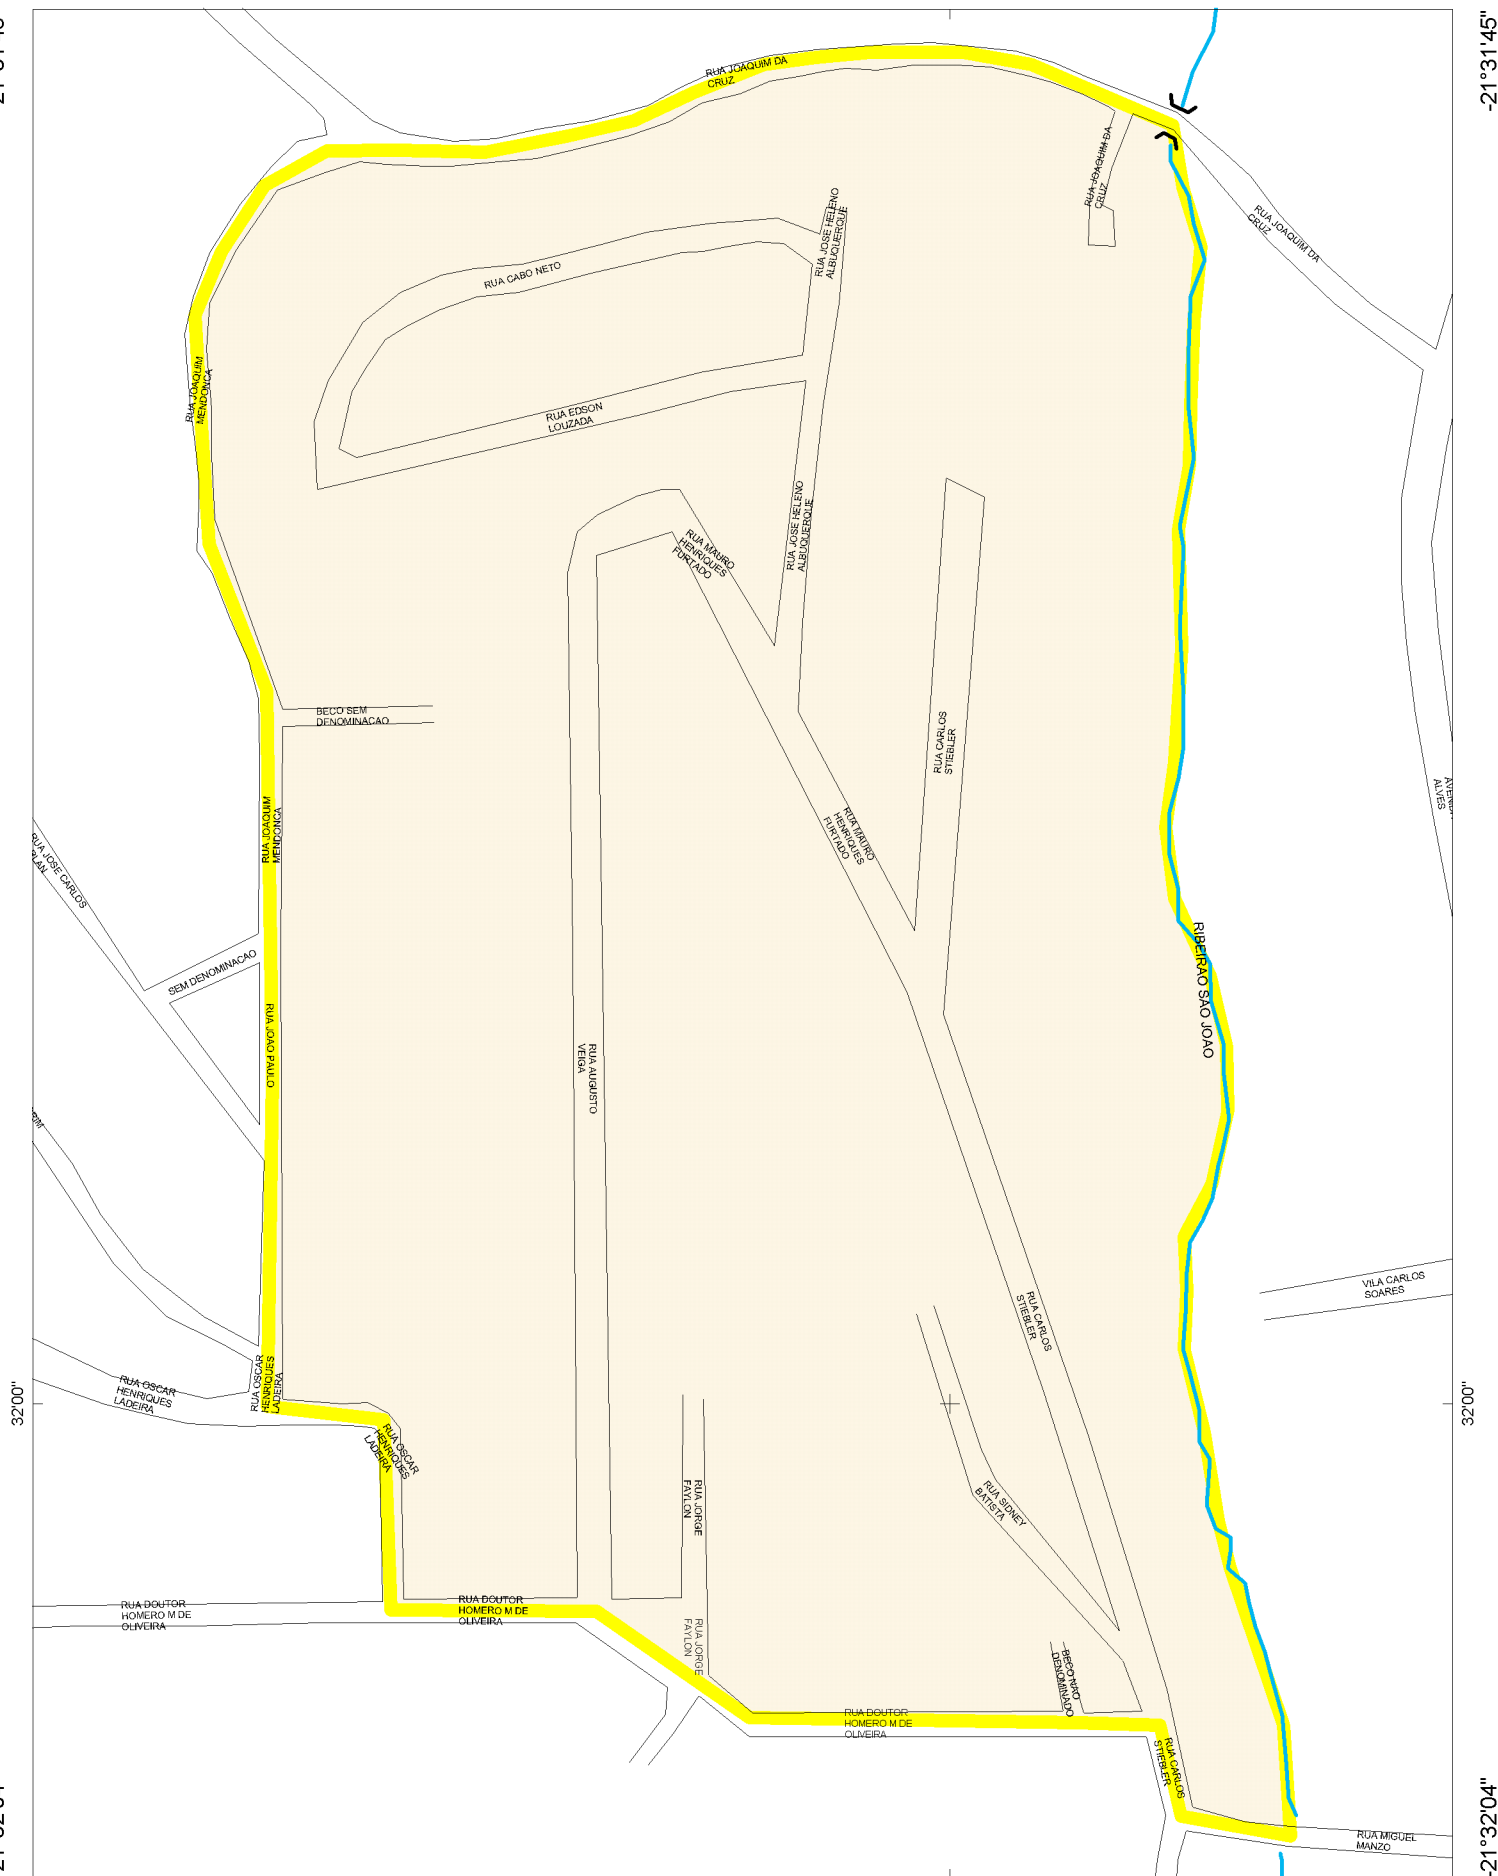 -21°31'45"
RUA JOAQUIM DA
CRUZ
RUA JOAQUIM DA
CRUZ
RUA JOAQUIM DA
CRUZ
RUA JOSE HELENO
ALBUQUERQUE
RUA CABO NETO
RUA JOAQUIM
MENDONCA
RUA EDSON
LOUZADA
RUA MAURO
HENRIQUES
FURTADO
RUA JOSE HELENO
ALBUQUERQUE
BECO SEM
DENOMINACAO
RUA CARLOS
STIEBLER
RUA JOAQUIM
MENDONCA
RUA MAURO
HENRIQUES
FURTADO
ALVES
RUA JOSE CARLOS
SEM DENOMINACAO
RIBEIRAO SAO JOAO
RUA JOAO PAULO
RUA AUGUSTO
VEIGA
VILA CARLOS
SOARES
RUA CARLOS
STIEBLER
RUA OSCAR
HENRIQUES
LADEIRA
RUA OSCAR
HENRIQUES
LADEIRA
32'00"
32'00"
RUA OSCAR
HENRIQUES
LADEIRA
RUA JORGE
FAYLON
RUA SIDNEY
BATISTA
RUA DOUTOR
HOMERO M DE
OLIVEIRA
RUA DOUTOR
HOMERO M DE
OLIVEIRA
RUA JORGE
FAYLON
BECO NAO
DENOMINADO
RUA DOUTOR
HOMERO M DE
OLIVEIRA
RUA CARLOS
STIEBLER
RUA MIGUEL
MANZO
-21°32'04"